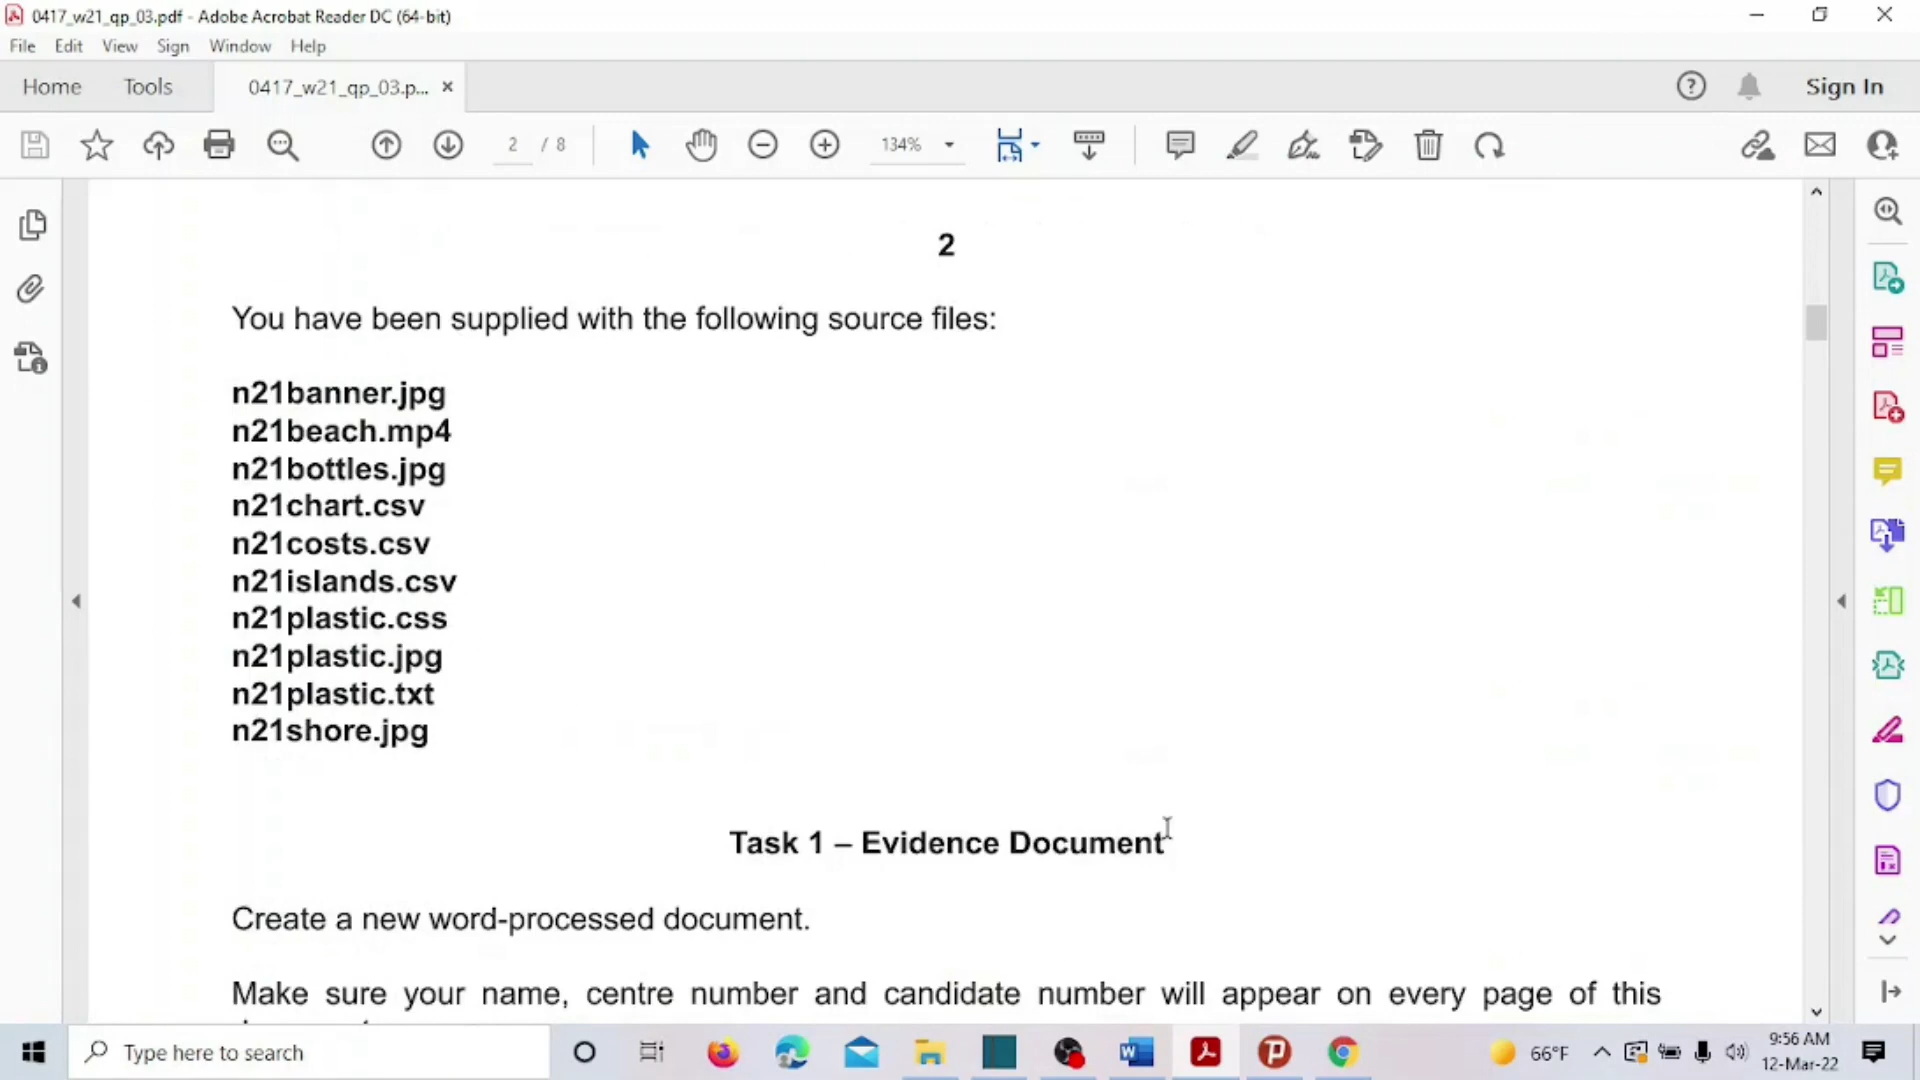 0417_w21_qp_03.pdf - Adobe Acrobat Reader DC (64-bit)
File Edit View Sign Window Help
Home Tools 0417_w21_qp_03.p... × Sign In
2 / 8 134%
2
You have been supplied with the following source files:
n21banner.jpg
n21beach.mp4
n21bottles.jpg
n21chart.csv
n21costs.csv
n21islands.csv
n21plastic.css
n21plastic.jpg
n21plastic.txt
n21shore.jpg
Task 1 – Evidence Document
Create a new word-processed document.
Make sure your name, centre number and candidate number will appear on every page of this
Type here to search 66°F 9:56 AM
12-Mar-22